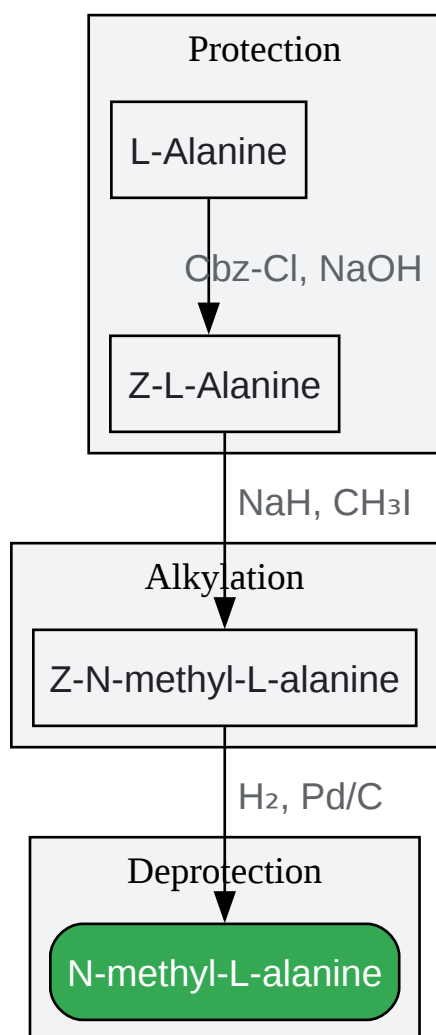 Protection
L-Alanine
Cbz-Cl, NaOH
Z-L-Alanine
NaH, CH₃I
Alkylation
Z-N-methyl-L-alanine
H₂, Pd/C
Deprotection
N-methyl-L-alanine